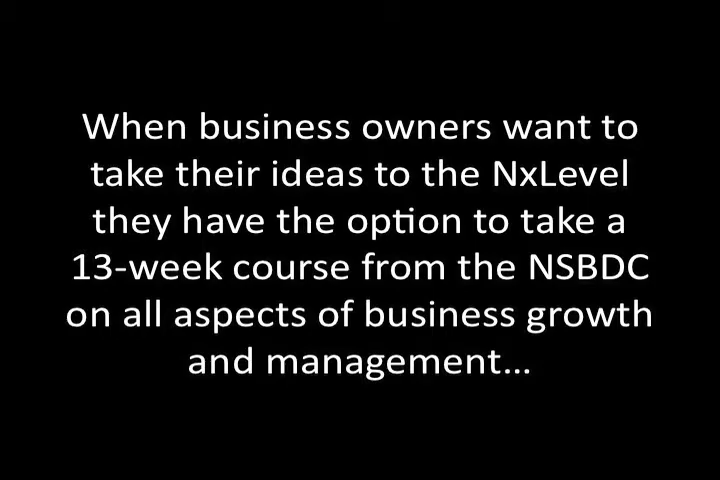 When business owners want to
take their ideas to the NxLevel
they have the option to take a
13-week course from the NSBDC
on all aspects of business growth
and management...